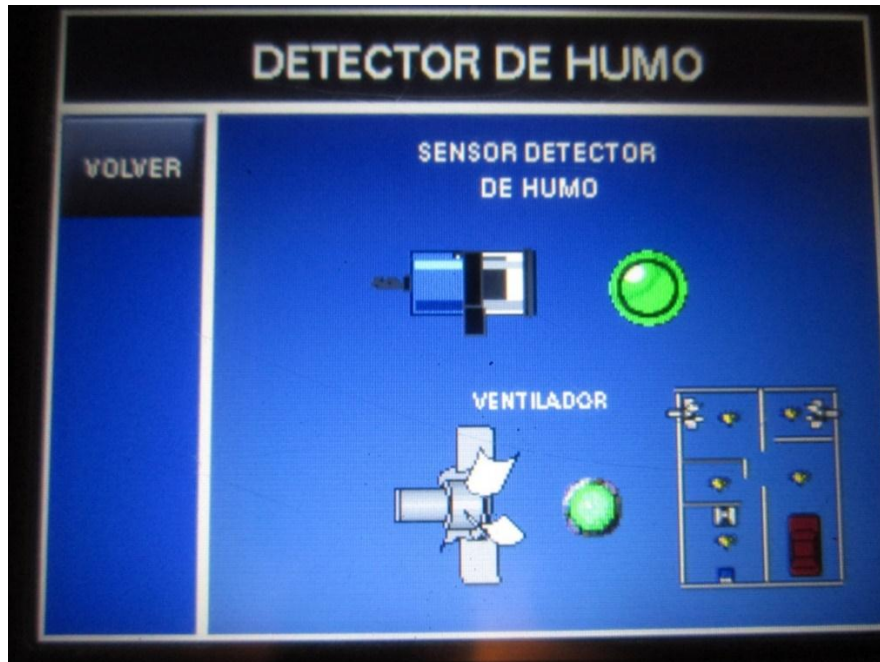 DETECTOR DE HUMO
VOLVER
SENSOR DETECTOR
DE HUMO
VENTILADOR